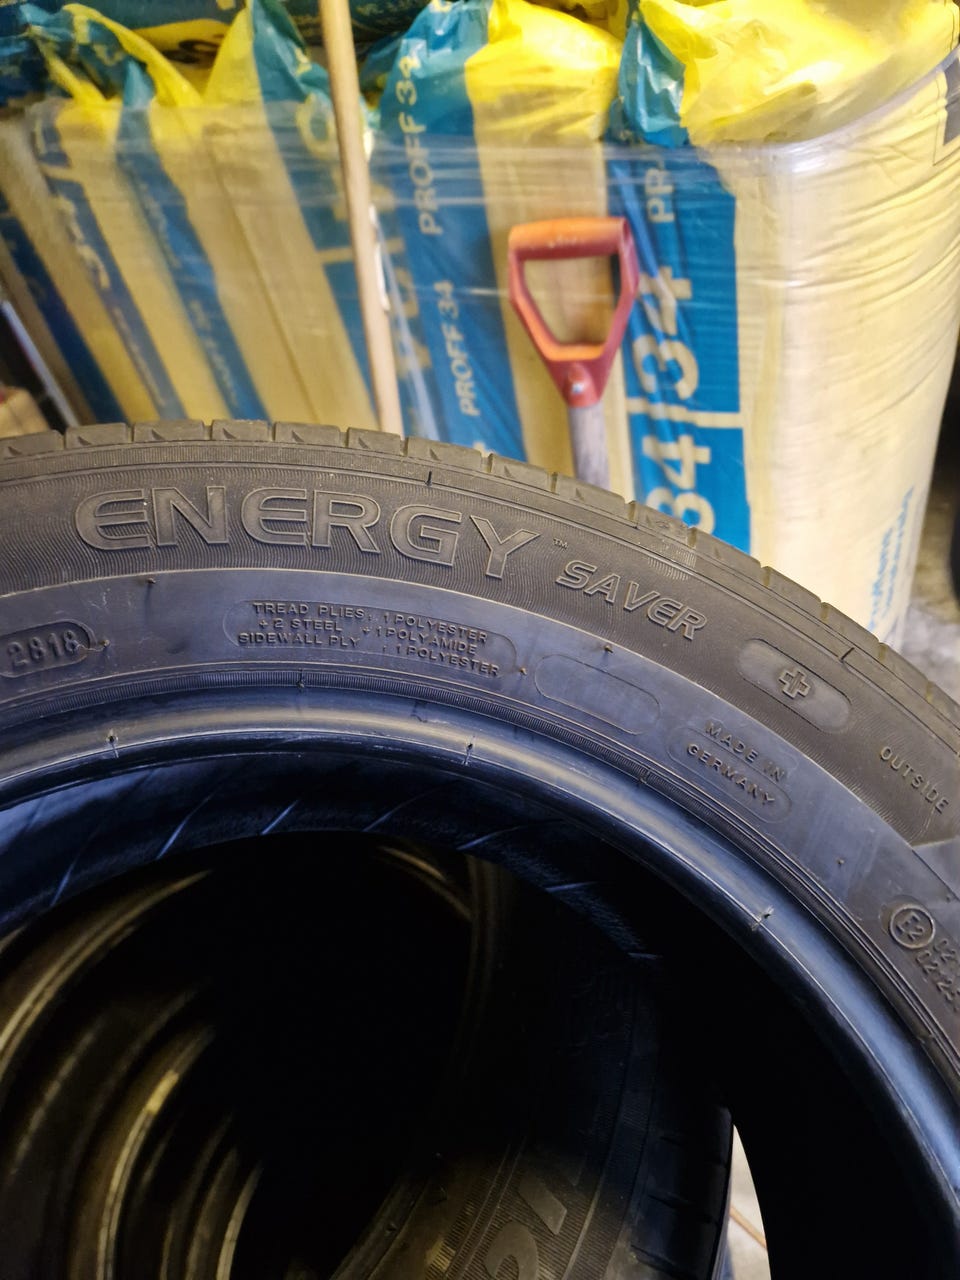 PROFF 34
PR
PROFF 34
34
34
ENERGY™ SAVER
2818
TREAD PLIES: 1 POLYESTER
+ 2 STEEL + 1 POLYAMIDE
SIDEWALL PLY : 1 POLYESTER
+
MADE IN
GERMANY
OUTSIDE
E2